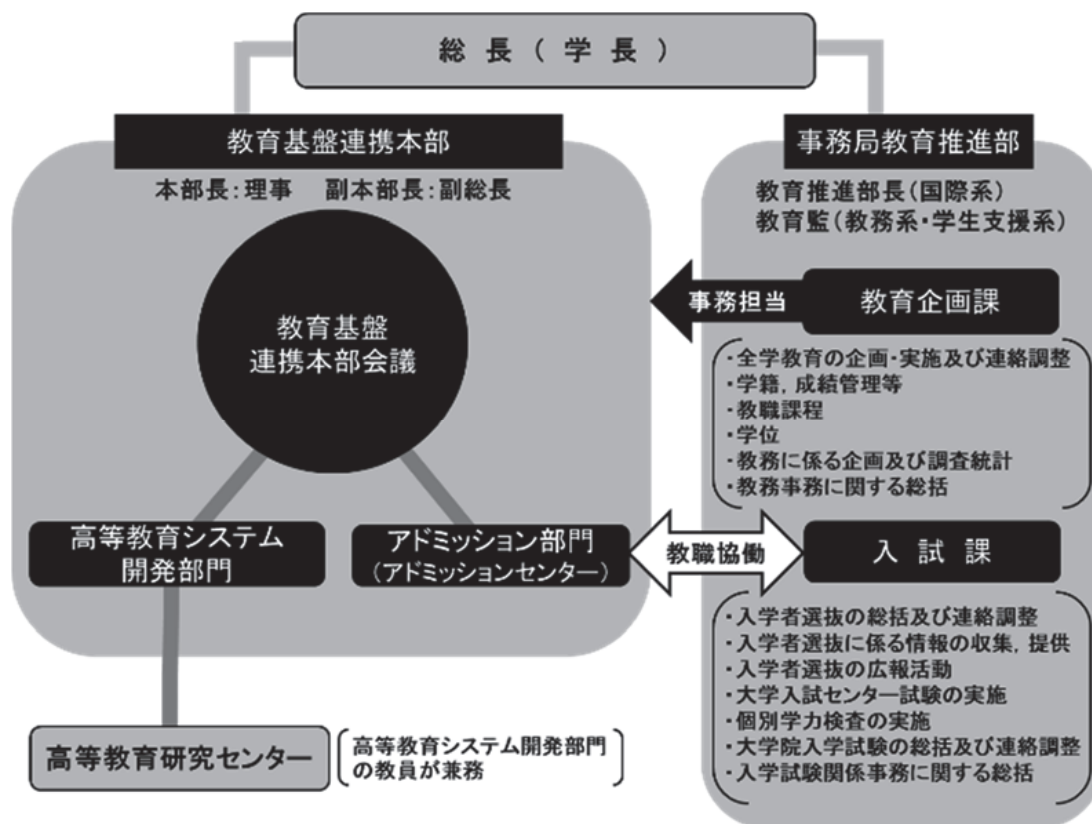 総長(学長)
教育基盤連携本部
本部長:理事 副本部長:副総長
教育基盤
連携本部会議
高等教育システム
開発部門
アドミッション部門
(アドミッションセンター)
高等教育研究センター
高等教育システム開発部門
の教員が兼務
事務局教育推進部
教育推進部長(国際系)
教育監(教務系・学生支援系)
事務担当
教育企画課
・全学教育の企画・実施及び連絡調整
・学籍,成績管理等
・教職課程
・学位
・教務に係る企画及び調査統計
・教務事務に関する総括
教職協働
入試課
・入学者選抜の総括及び連絡調整
・入学者選抜に係る情報の収集,提供
・入学者選抜の広報活動
・大学入試センター試験の実施
・個別学力検査の実施
・大学院入学試験の総括及び連絡調整
・入学試験関係事務に関する総括